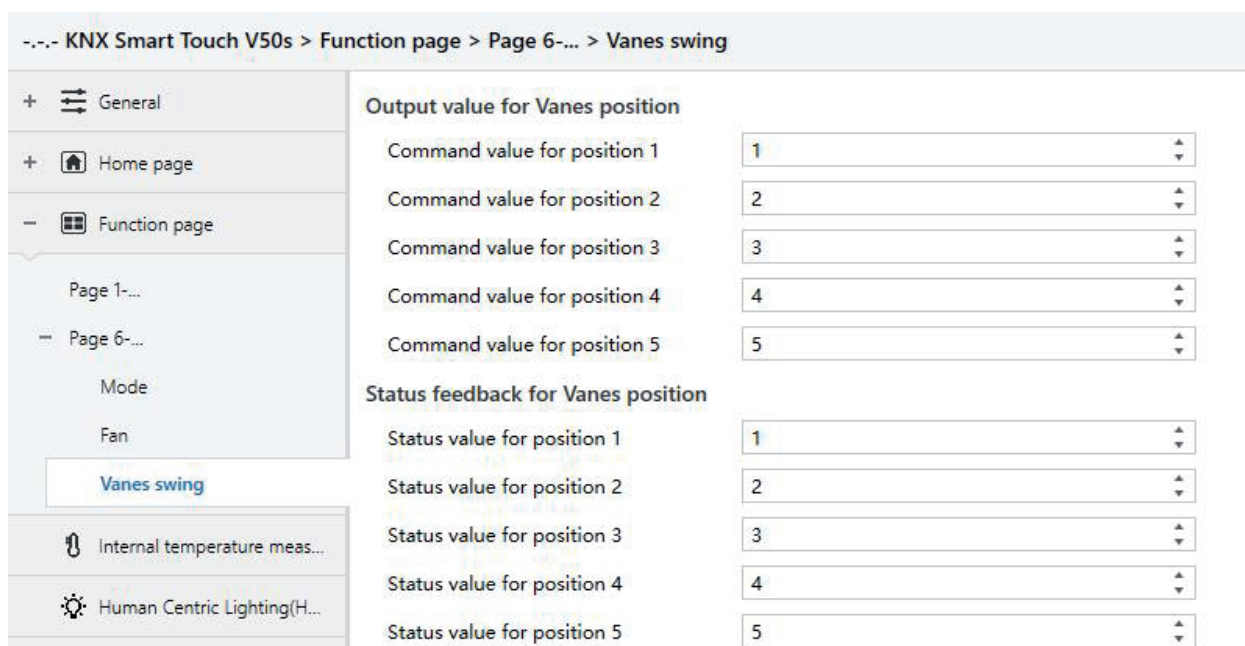 -.-.- KNX Smart Touch V50s > Function page > Page 6-... > Vanes swing
+ General
+ Home page
− Function page
Page 1-...
− Page 6-...
Mode
Fan
Vanes swing
Internal temperature meas...
Human Centric Lighting(H...
Output value for Vanes position
Command value for position 1 1
Command value for position 2 2
Command value for position 3 3
Command value for position 4 4
Command value for position 5 5
Status feedback for Vanes position
Status value for position 1 1
Status value for position 2 2
Status value for position 3 3
Status value for position 4 4
Status value for position 5 5